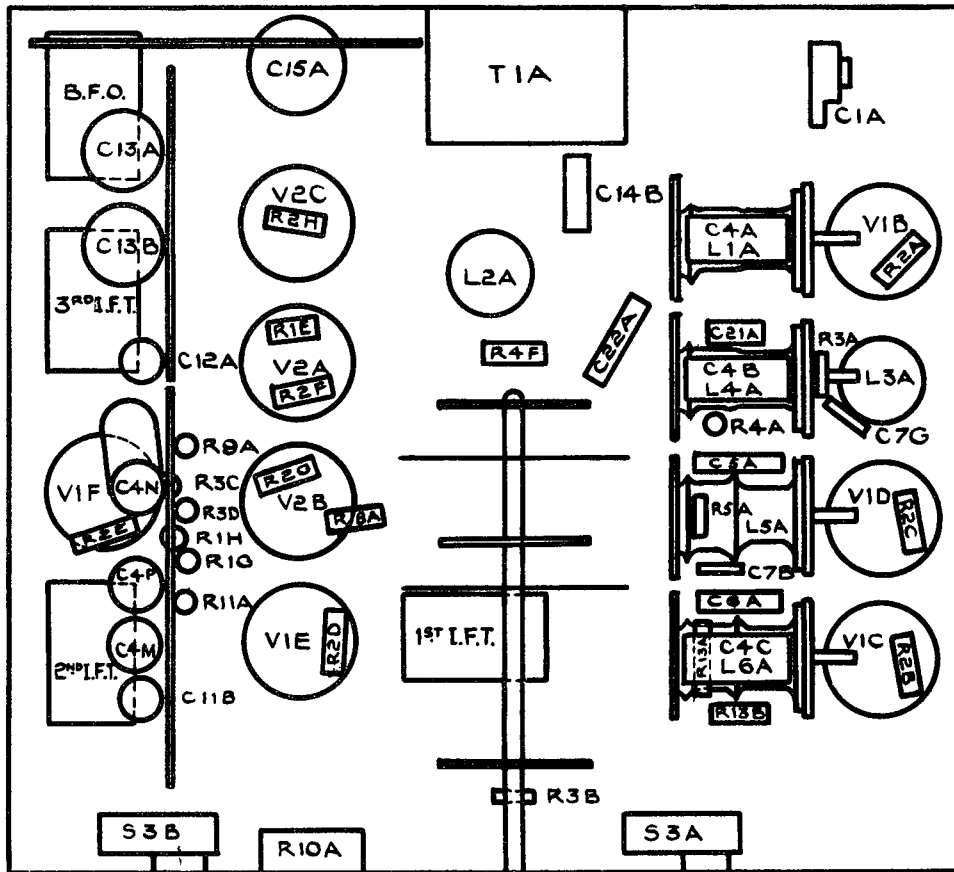 B.F.O.
C15A
T1A
C1A
C13A
V2C
R2H
C14B
C4A
L1A
V1B
R2A
C13B
3RD I.F.T.
L2A
C12A
R1E
V2A
R2F
R4F
C22A
C21A
C4B
L4A
R3A
L3A
R4A
C7G
R9A
V1F
C4N
R2E
R3C
R3D
R1H
R1G
R2G
V2B
C5A
R5A
L5A
V1D
R2C
C7B
C4P
C4M
2ND I.F.T.
R11A
C11B
V1E
R2D
1ST I.F.T.
C6A
R13A
C4C
L6A
V1C
R2B
R13B
R3B
S3B
R10A
S3A